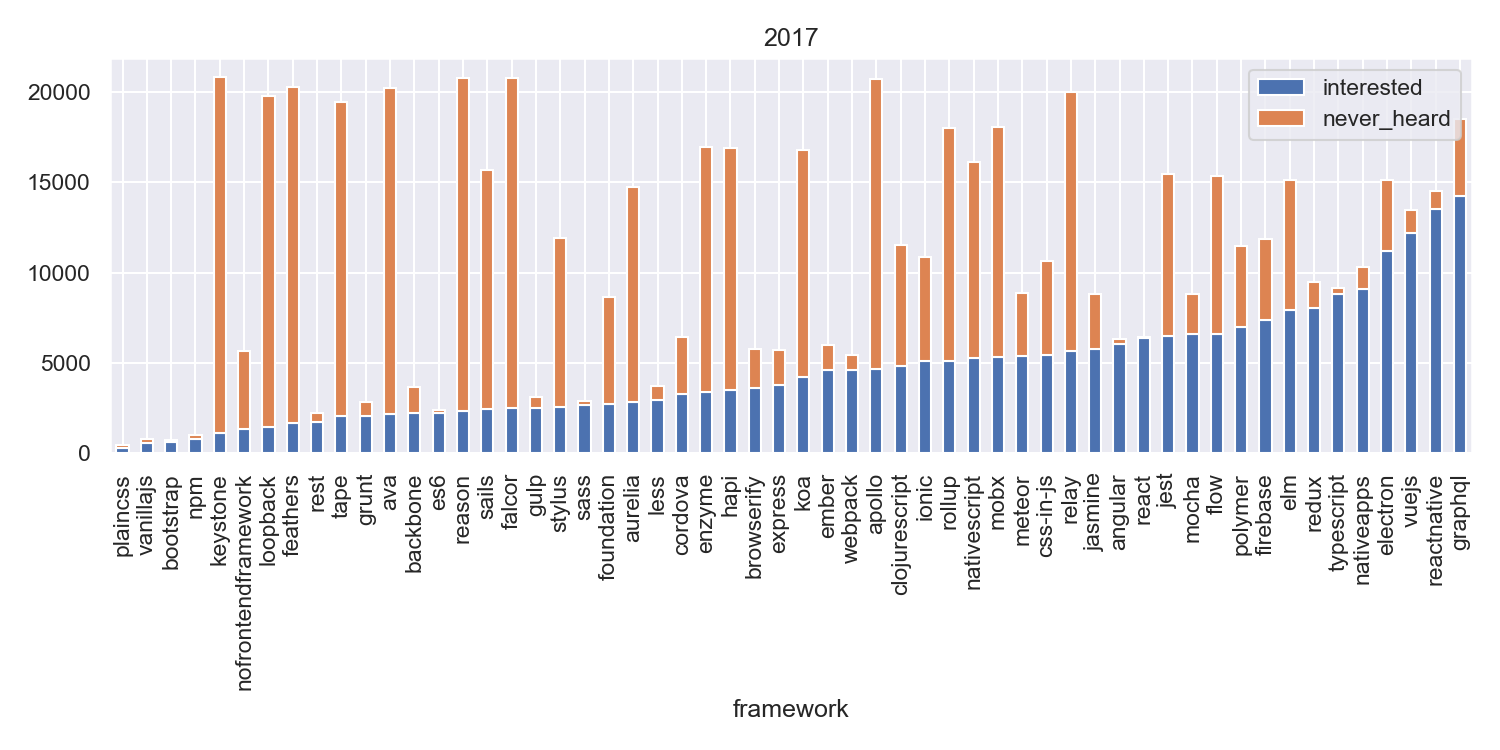 2017
interested
never_heard
20000
15000
10000
5000
0
plaincss
vanillajs
bootstrap
npm
keystone
nofrontendframework
loopback
feathers
rest
tape
grunt
ava
backbone
es6
reason
sails
falcor
gulp
stylus
sass
foundation
aurelia
less
cordova
enzyme
hapi
browserify
express
koa
ember
webpack
apollo
clojurescript
ionic
rollup
nativescript
mobx
meteor
css-in-js
relay
jasmine
angular
react
jest
mocha
flow
polymer
firebase
elm
redux
typescript
nativeapps
electron
vuejs
reactnative
graphql
framework